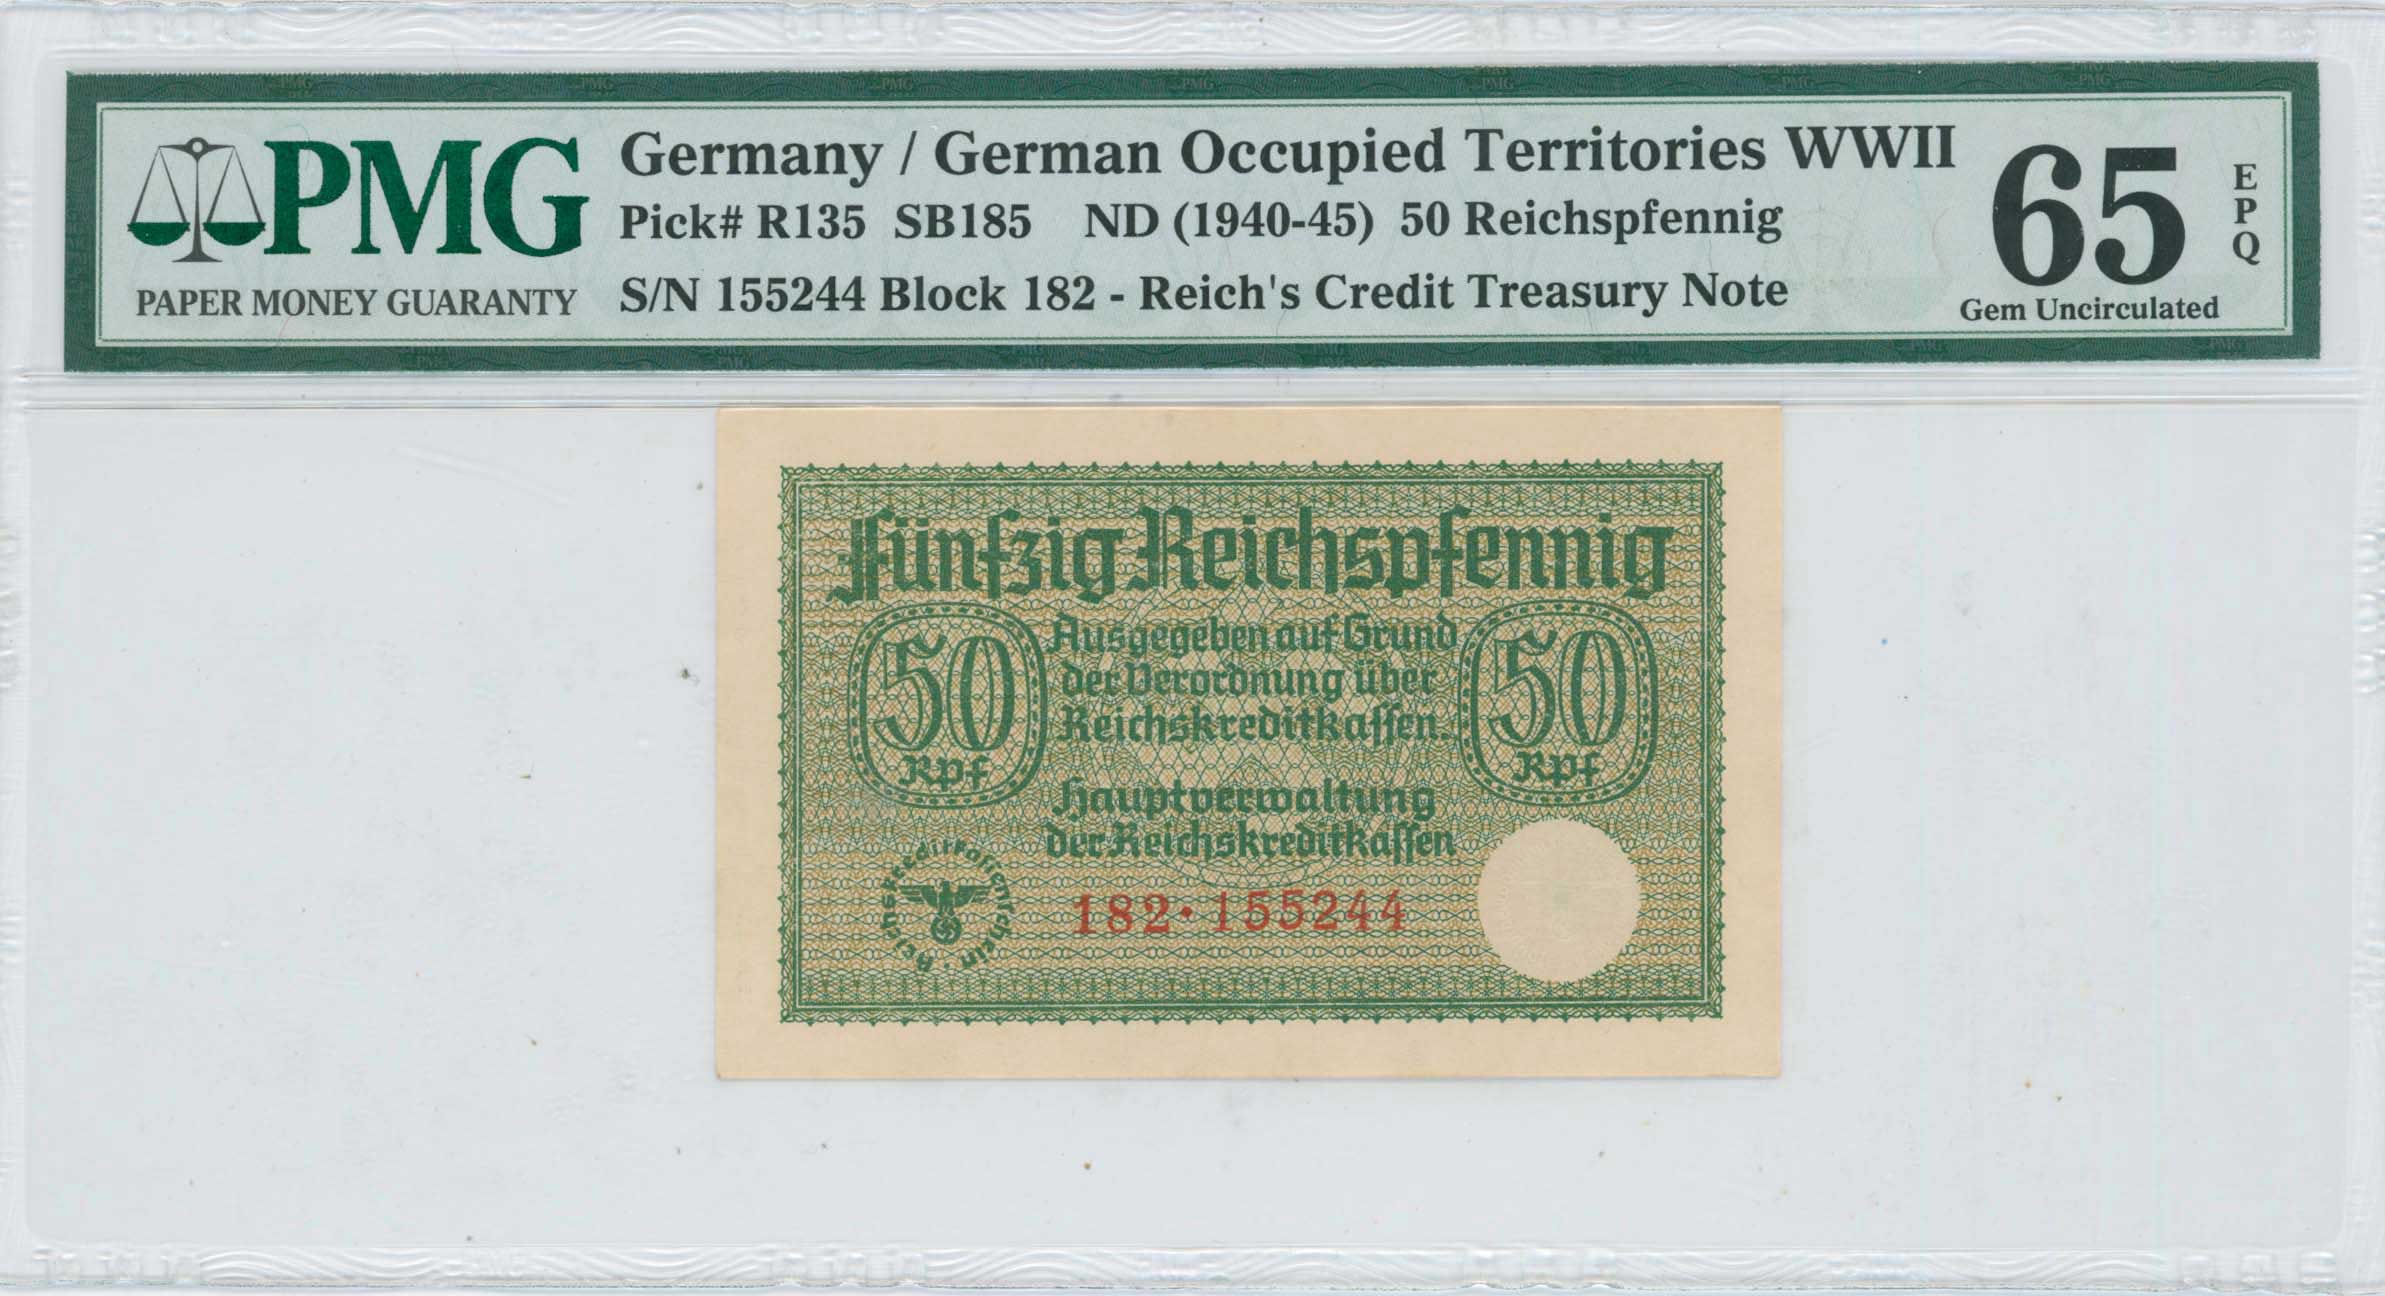 PMG
PAPER MONEY GUARANTY
Germany / German Occupied Territories WWII
Pick# R135 SB185 ND (1940-45) 50 Reichspfennig
S/N 155244 Block 182 - Reich's Credit Treasury Note
65
EPQ
Gem Uncirculated
Fünfzig Reichspfennig
50
Rpf
Ausgegeben auf Grund
der Verordnung über
Reichskreditkassen.
50
Rpf
Hauptverwaltung
der Reichskreditkassen
Reichskreditkassenschein
182·155244